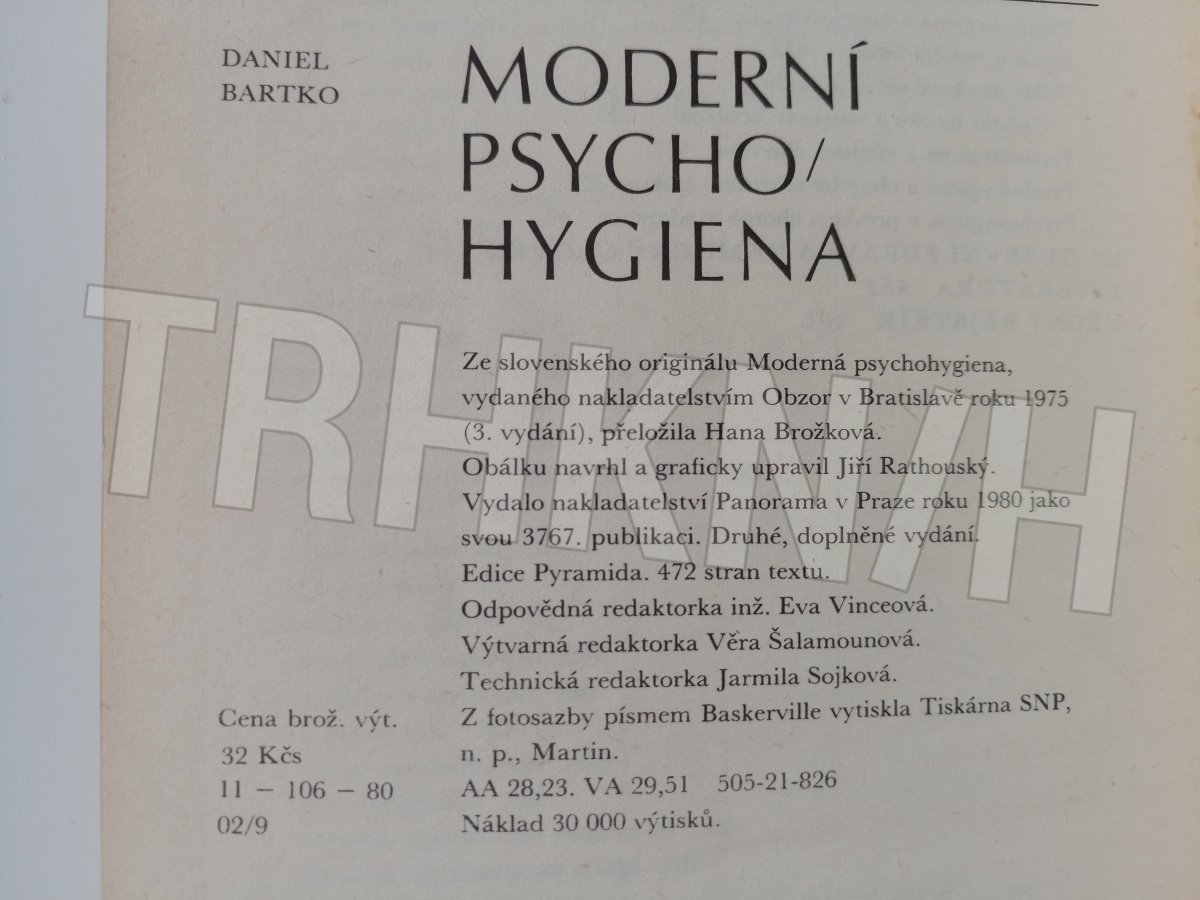 DANIEL
BARTKO
MODERNÍ
PSYCHO/
HYGIENA
Ze slovenského originálu Moderná psychohygiena,
vydaného nakladatelstvím Obzor v Bratislavě roku 1975
(3. vydání), přeložila Hana Brožková.
Obálku navrhl a graficky upravil Jiří Rathouský.
Vydalo nakladatelství Panorama v Praze roku 1980 jako
svou 3767. publikaci. Druhé, doplněné vydání.
Edice Pyramida. 472 stran textu.
Odpovědná redaktorka inž. Eva Vinceová.
Výtvarná redaktorka Věra Šalamounová.
Technická redaktorka Jarmila Sojková.
Z fotosazby písmem Baskerville vytiskla Tiskárna SNP,
n. p., Martin.
AA 28,23. VA 29,51 505-21-826
Náklad 30 000 výtisků.
Cena brož. výt.
32 Kčs
11 – 106 – 80
02/9
TRHKNIH